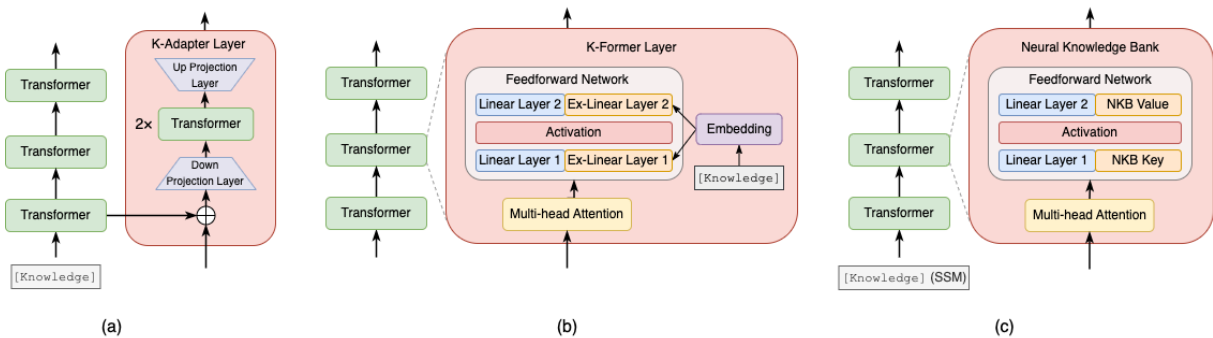 K-Adapter Layer
Up Projection
Layer
2×
Transformer
Down
Projection Layer
Transformer
Transformer
Transformer
[Knowledge]
(a)
K-Former Layer
Feedforward Network
Linear Layer 2
Ex-Linear Layer 2
Activation
Linear Layer 1
Ex-Linear Layer 1
Embedding
[Knowledge]
Multi-head Attention
Transformer
Transformer
Transformer
(b)
Neural Knowledge Bank
Feedforward Network
Linear Layer 2
NKB Value
Activation
Linear Layer 1
NKB Key
Multi-head Attention
Transformer
Transformer
Transformer
[Knowledge] (SSM)
(c)